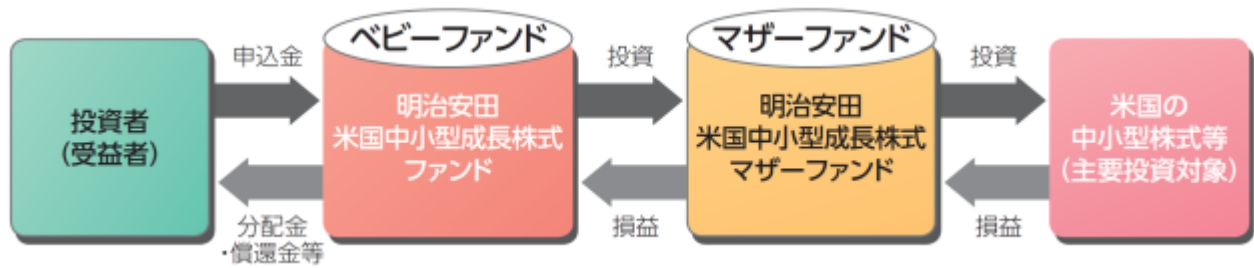 投資者
(受益者)
申込金
分配金
・償還金等
ベビーファンド
明治安田
米国中小型成長株式
ファンド
投資
損益
マザーファンド
明治安田
米国中小型成長株式
マザーファンド
投資
損益
米国の
中小型株式等
(主要投資対象)